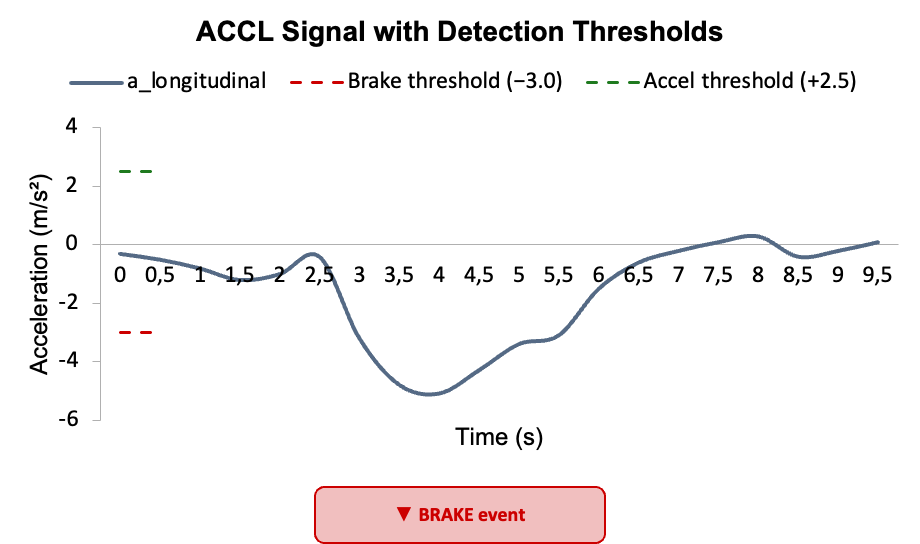 ACCL Signal with Detection Thresholds
a_longitudinal Brake threshold (−3.0) Accel threshold (+2.5)
Acceleration (m/s²)
4
2
0
-2
-4
-6
0 0,5 1 1,5 2 2,5 3 3,5 4 4,5 5 5,5 6 6,5 7 7,5 8 8,5 9 9,5
Time (s)
▼ BRAKE event